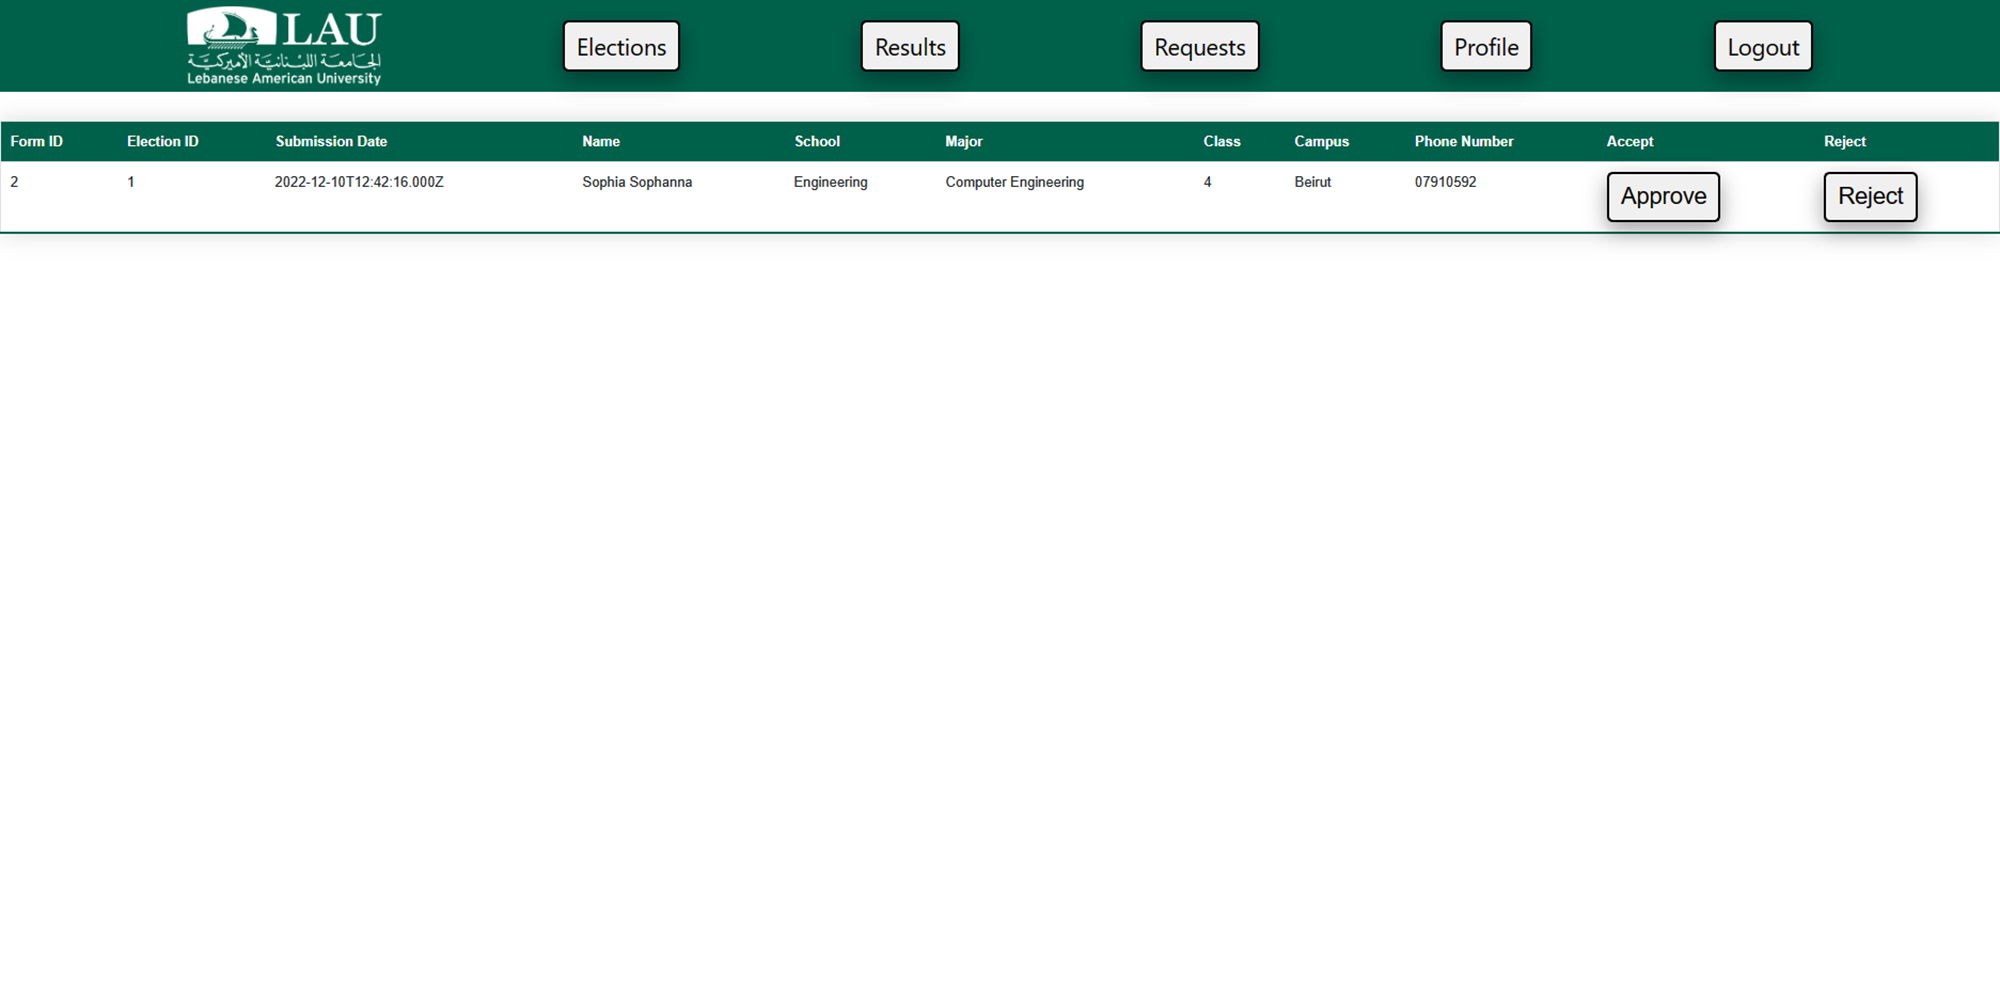 LAU
الجامعة اللبنانية الأميركية
Lebanese American University
Elections
Results
Requests
Profile
Logout
Form ID Election ID Submission Date Name School Major Class Campus Phone Number Accept Reject
2 1 2022-12-10T12:42:16.000Z Sophia Sophanna Engineering Computer Engineering 4 Beirut 07910592 Approve Reject